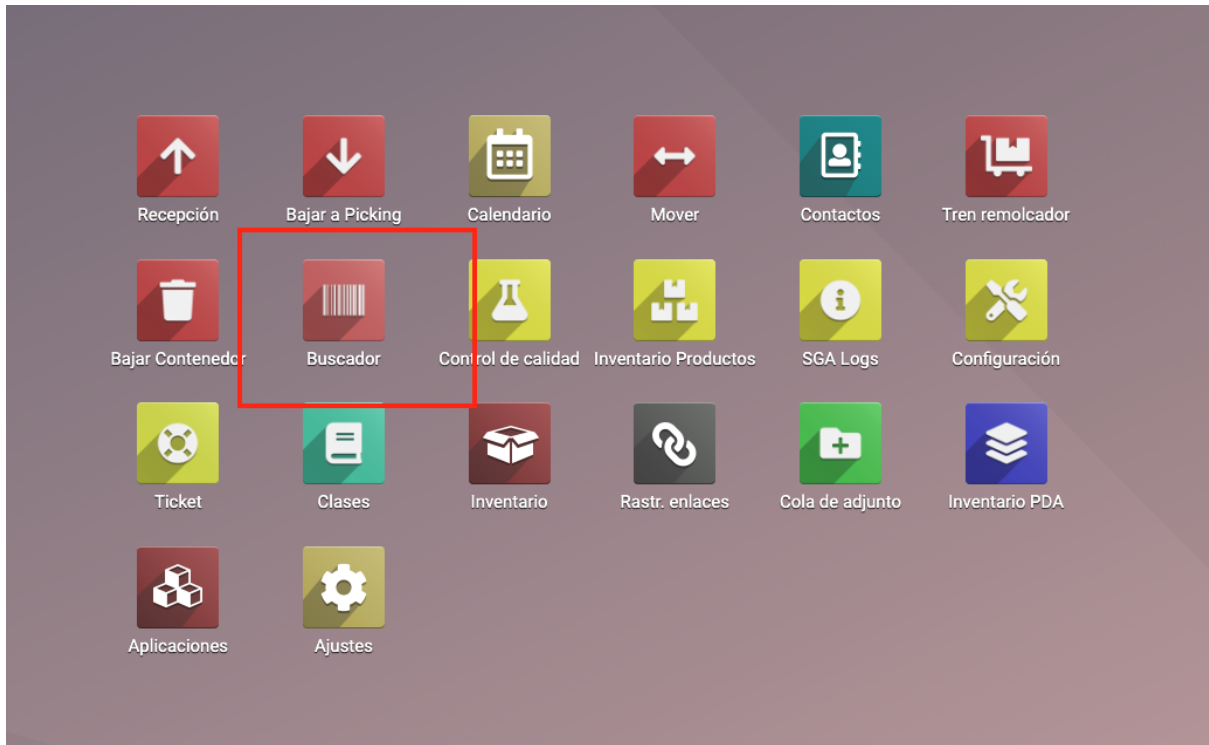 Recepción
Bajar a Picking
Calendario
Mover
Contactos
Tren remolcador
Bajar Contenedor
Buscador
Control de calidad
Inventario Productos
SGA Logs
Configuración
Ticket
Clases
Inventario
Rastr. enlaces
Cola de adjunto
Inventario PDA
Aplicaciones
Ajustes